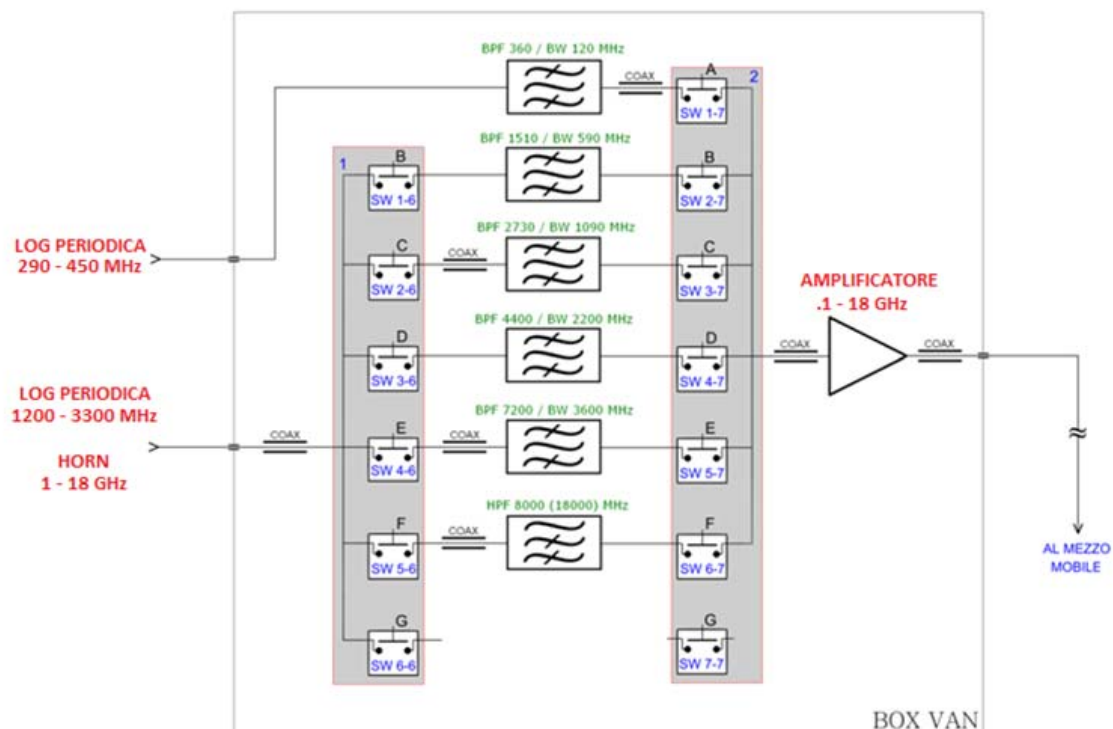 BPF 360 / BW 120 MHz
COAX
A
2
SW 1-7
BPF 1510 / BW 590 MHz
1
B
SW 1-6
B
SW 2-7
BPF 2730 / BW 1090 MHz
LOG PERIODICA
290 - 450 MHz
C
SW 2-6
COAX
C
SW 3-7
AMPLIFICATORE
.1 - 18 GHz
BPF 4400 / BW 2200 MHz
D
SW 3-6
D
SW 4-7
COAX
COAX
LOG PERIODICA
1200 - 3300 MHz
HORN
1 - 18 GHz
COAX
BPF 7200 / BW 3600 MHz
E
SW 4-6
COAX
E
SW 5-7
HPF 8000 (18000) MHz
F
SW 5-6
COAX
F
SW 6-7
AL MEZZO
MOBILE
G
SW 6-6
G
SW 7-7
BOX VAN